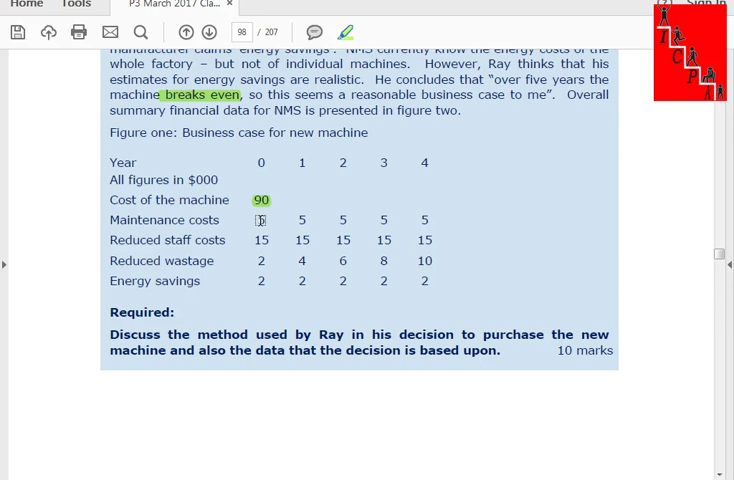 Home Tools P3 March 2017 Cla... × Sign In
98 / 207
manufacturer claims energy savings'. NMS currently know the energy costs of the
whole factory – but not of individual machines. However, Ray thinks that his
estimates for energy savings are realistic. He concludes that "over five years the
machine breaks even, so this seems a reasonable business case to me". Overall
summary financial data for NMS is presented in figure two.
Figure one: Business case for new machine
Year 0 1 2 3 4
All figures in $000
Cost of the machine 90
Maintenance costs 5 5 5 5 5
Reduced staff costs 15 15 15 15 15
Reduced wastage 2 4 6 8 10
Energy savings 2 2 2 2 2
Required:
Discuss the method used by Ray in his decision to purchase the new
machine and also the data that the decision is based upon. 10 marks
I
C
P
A